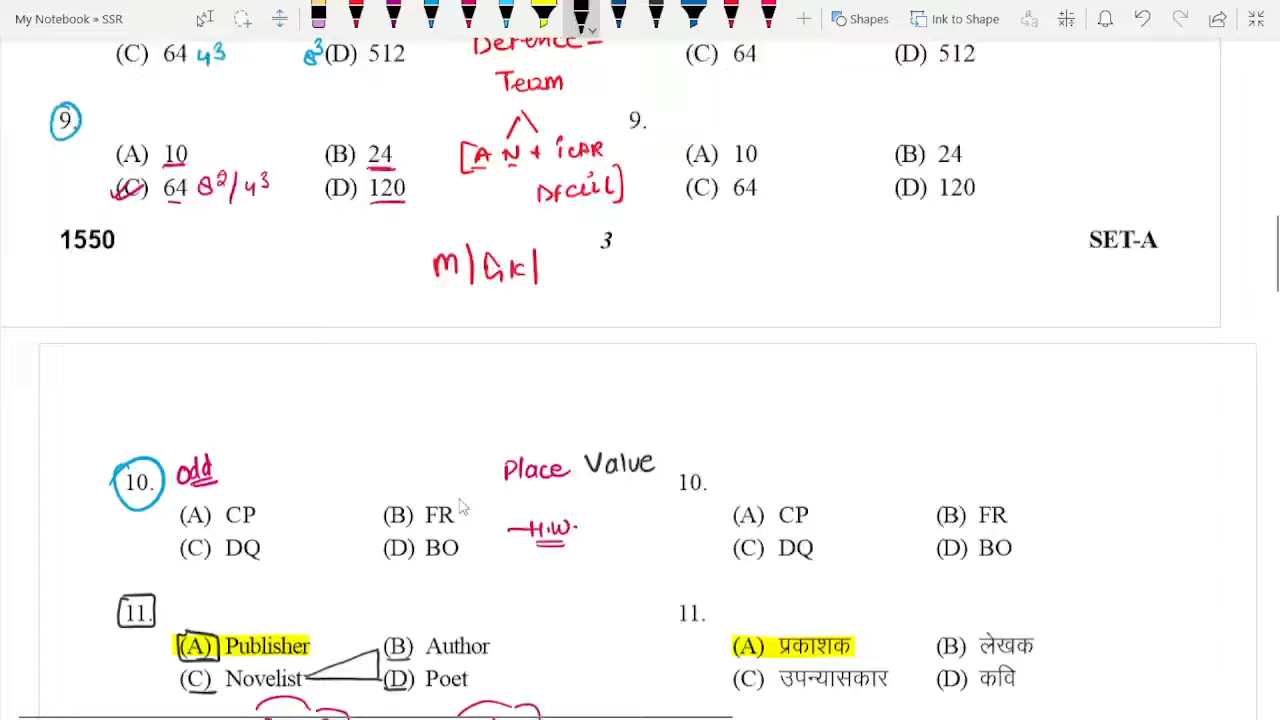 My Notebook » SSR
Shapes
Ink to Shape
(C) 64 4³
8³ (D) 512
Defence
Team
(C) 64
(D) 512
9.
(A) 10
(B) 24
(C) 64 8²/4³
(D) 120
[A N + ICAR
9.
(A) 10
(B) 24
(C) 64
(D) 120
1550
3
SET-A
M|GK|
10.
odd
(A) CP
(B) FR
(C) DQ
(D) BO
Place Value
H.W.
10.
(A) CP
(B) FR
(C) DQ
(D) BO
11.
(A) Publisher
(B) Author
(C) Novelist
(D) Poet
11.
(A) प्रकाशक
(B) लेखक
(C) उपन्यासकार
(D) कवि